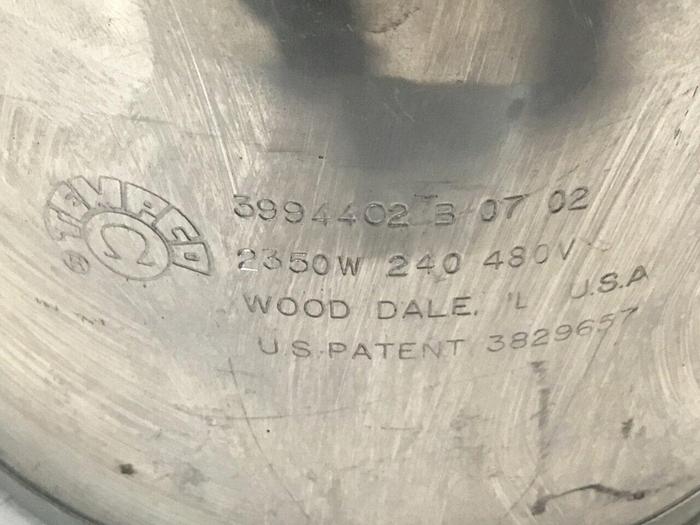 TEMPCO
C
®
3994402 B 07 02
2350W 240 480V
WOOD DALE, IL U.S.A
U.S. PATENT 3829657